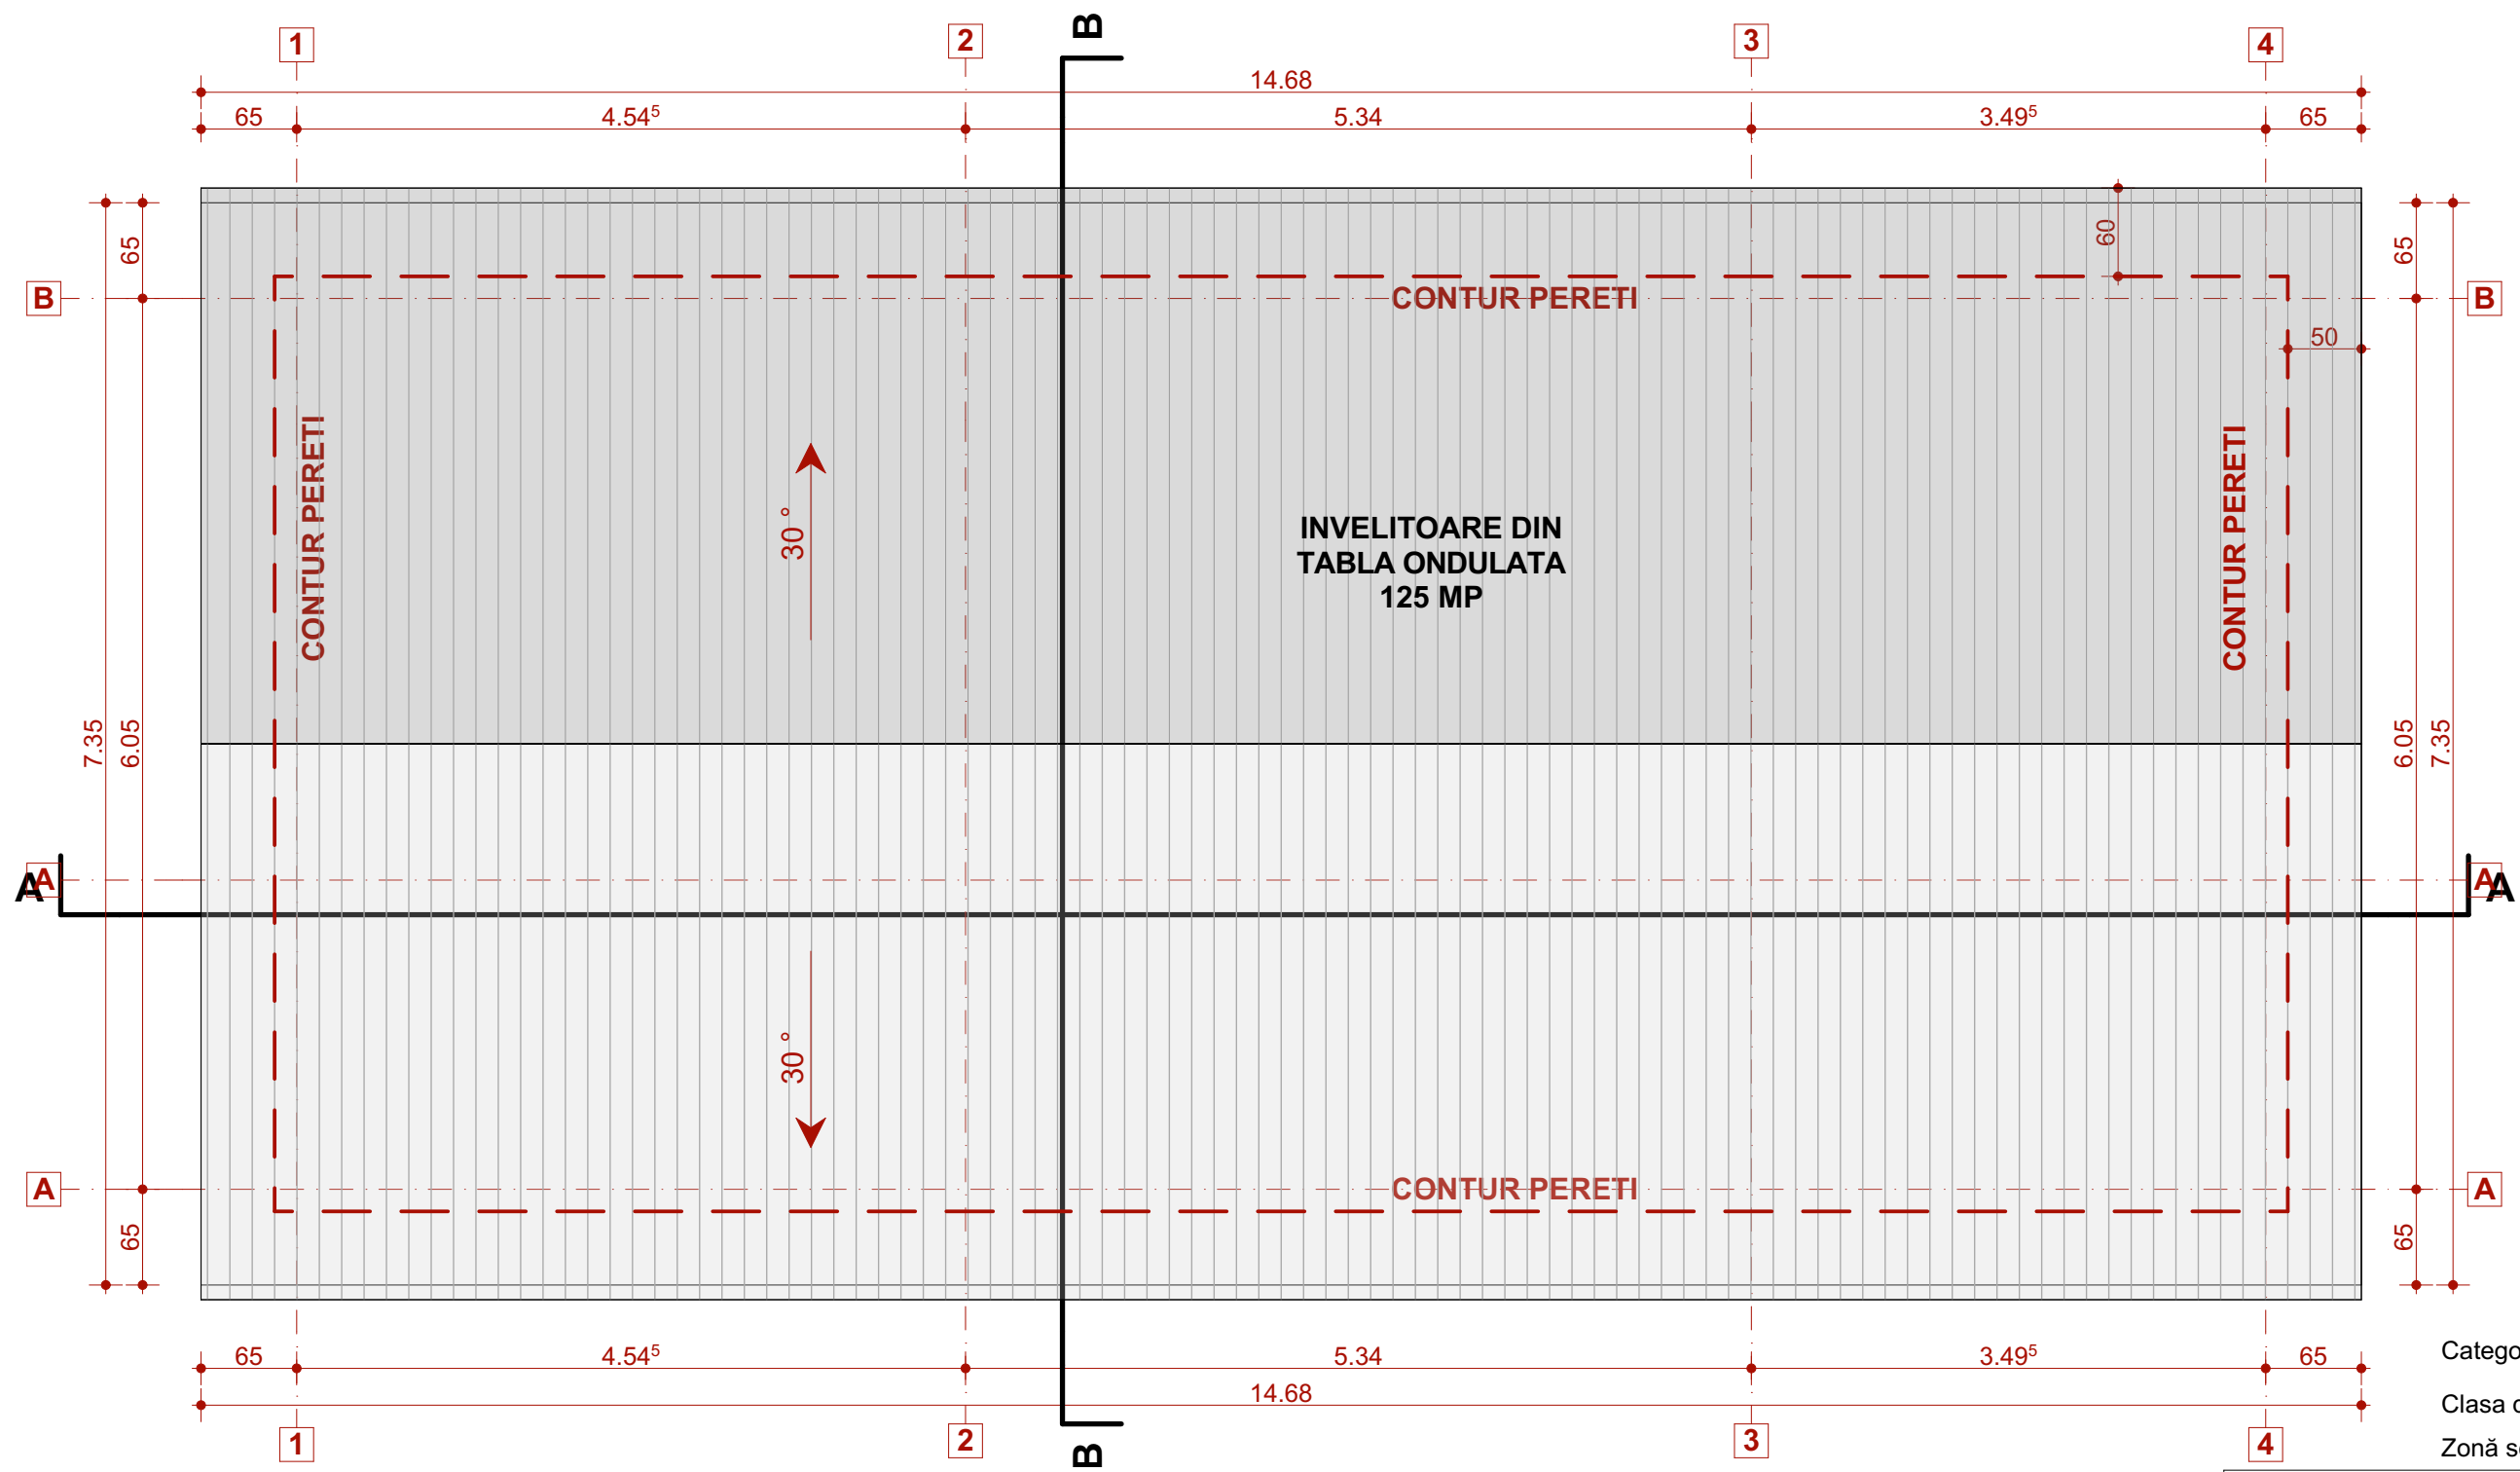 B
1
2
3
4
14.68
65
4.54⁵
5.34
3.49⁵
65
65
60
65
B
CONTUR PERETI
B
50
CONTUR PERETI
CONTUR PERETI
30°
INVELITOARE DIN
TABLA ONDULATA
125 MP
7.35
6.05
6.05
7.35
A
A
A
A
30°
A
CONTUR PERETI
A
65
65
65
4.54⁵
5.34
3.49⁵
65
14.68
1
2
3
4
B
Catego
Clasa
Zonă